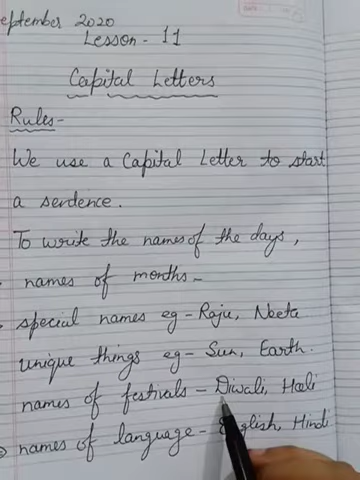 eptember 2020
Lesson - 11
Capital Letters
Rules -
We use a Capital Letter to start
a sentence.
To write the names of the days,
names of months -
special names eg - Raju, Neeta
unique things eg - Sun, Earth.
names of festivals - Diwali, Holi
names of language - English, Hindi